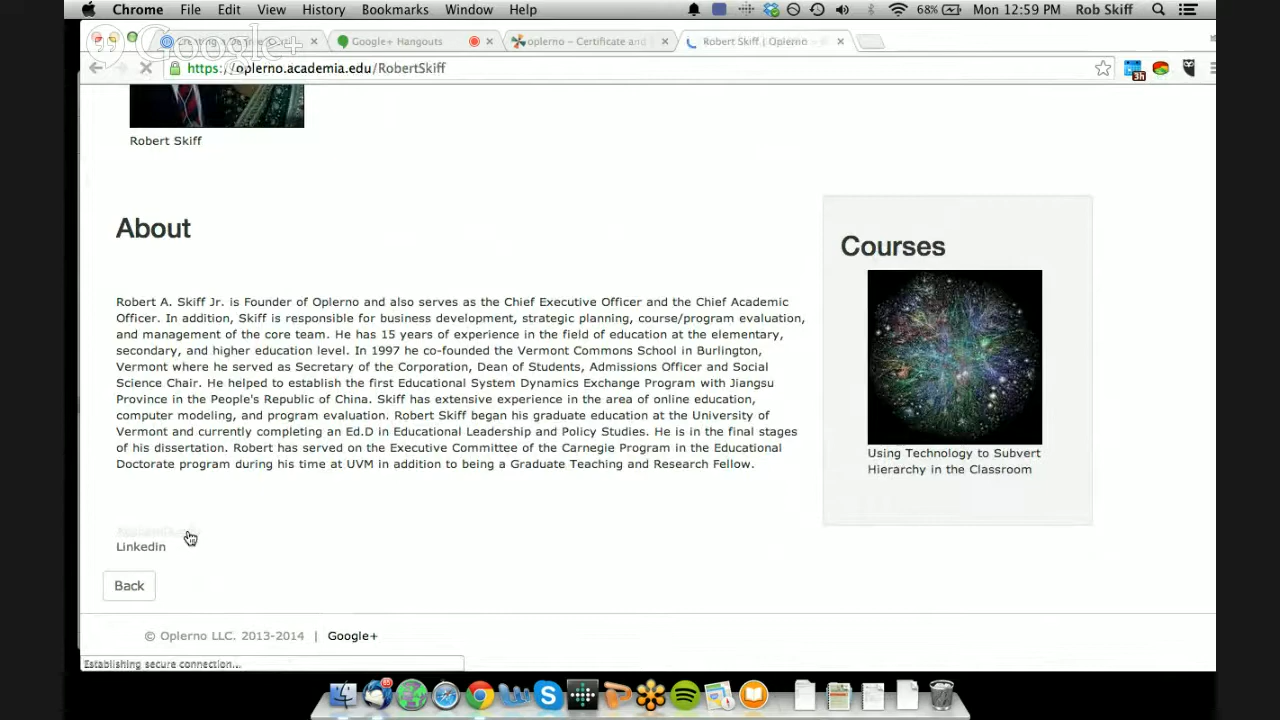 Chrome File Edit View History Bookmarks Window Help 68% Mon 12:59 PM Rob Skiff
Google+
Google+ Hangouts oplerno – Certificate and Robert Skiff ( Oplerno –
https://oplerno.academia.edu/RobertSkiff
3h
Robert Skiff
About
Robert A. Skiff Jr. is Founder of Oplerno and also serves as the Chief Executive Officer and the Chief Academic
Officer. In addition, Skiff is responsible for business development, strategic planning, course/program evaluation,
and management of the core team. He has 15 years of experience in the field of education at the elementary,
secondary, and higher education level. In 1997 he co-founded the Vermont Commons School in Burlington,
Vermont where he served as Secretary of the Corporation, Dean of Students, Admissions Officer and Social
Science Chair. He helped to establish the first Educational System Dynamics Exchange Program with Jiangsu
Province in the People's Republic of China. Skiff has extensive experience in the area of online education,
computer modeling, and program evaluation. Robert Skiff began his graduate education at the University of
Vermont and currently completing an Ed.D in Educational Leadership and Policy Studies. He is in the final stages
of his dissertation. Robert has served on the Executive Committee of the Carnegie Program in the Educational
Doctorate program during his time at UVM in addition to being a Graduate Teaching and Research Fellow.
Courses
Using Technology to Subvert
Hierarchy in the Classroom
Linkedin
Back
© Oplerno LLC. 2013-2014 | Google+
Establishing secure connection...